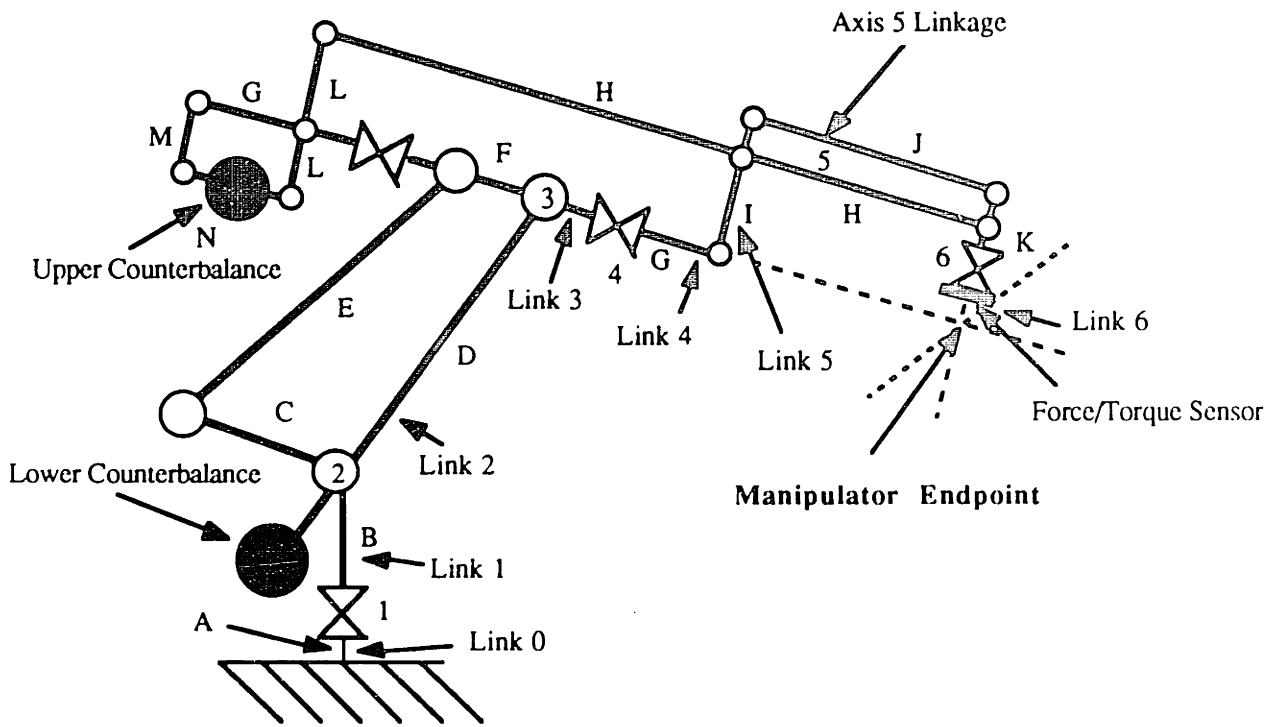 Axis 5 Linkage
G
L
H
M
J
F
5
L
3
H
I
N
4
G
6
K
Upper Counterbalance
Link 3
E
Link 4
Link 6
D
Link 5
C
Force/Torque Sensor
Lower Counterbalance
2
Link 2
Manipulator Endpoint
B
Link 1
1
A
Link 0